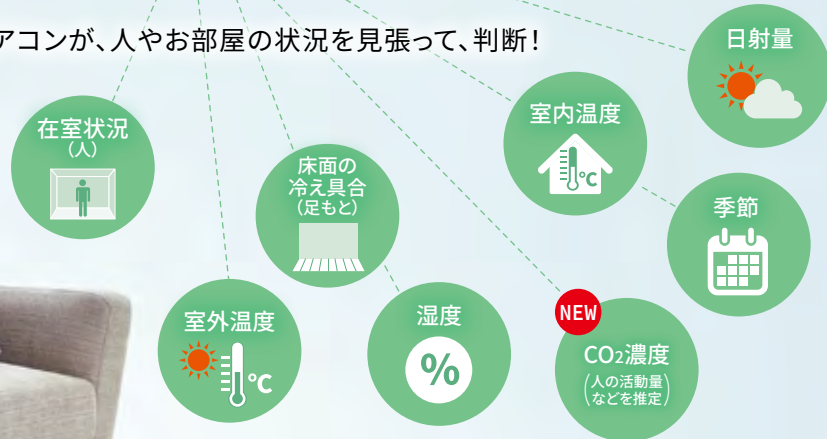 アコンが、人やお部屋の状況を見張って、判断！
日射量
在室状況
（人）
室内温度
℃
床面の
冷え具合
（足もと）
季節
室外温度
℃
湿度
%
NEW
CO₂濃度
（人の活動量
などを推定）